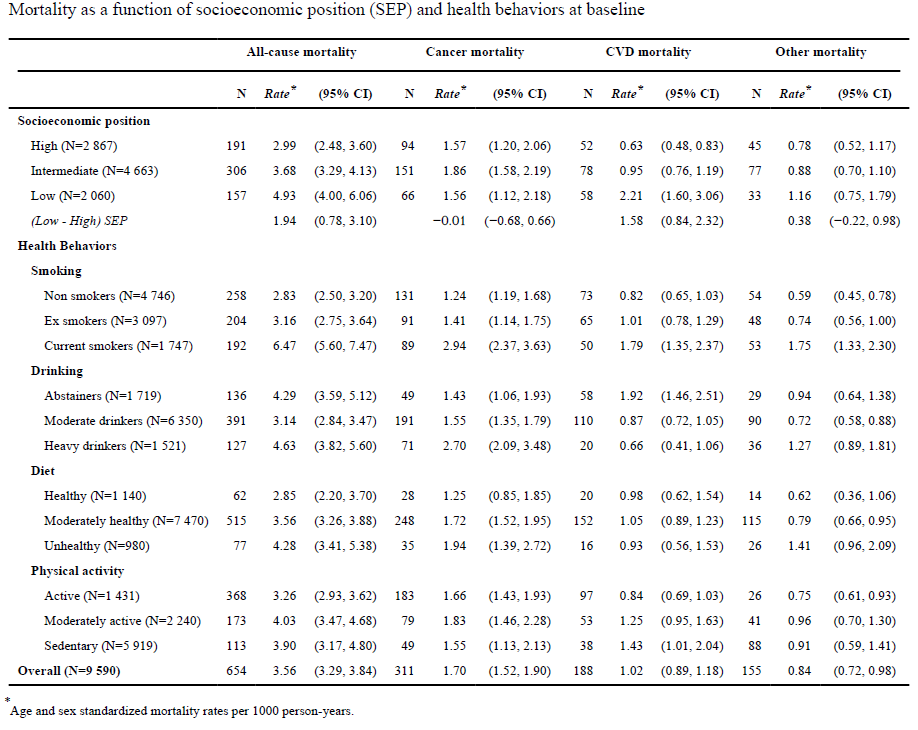 Mortality as a function of socioeconomic position (SEP) and health behaviors at baseline
All-cause mortality Cancer mortality CVD mortality Other mortality
N Rate* (95% CI) N Rate* (95% CI) N Rate* (95% CI) N Rate* (95% CI)
Socioeconomic position
High (N=2 867) 191 2.99 (2.48, 3.60) 94 1.57 (1.20, 2.06) 52 0.63 (0.48, 0.83) 45 0.78 (0.52, 1.17)
Intermediate (N=4 663) 306 3.68 (3.29, 4.13) 151 1.86 (1.58, 2.19) 78 0.95 (0.76, 1.19) 77 0.88 (0.70, 1.10)
Low (N=2 060) 157 4.93 (4.00, 6.06) 66 1.56 (1.12, 2.18) 58 2.21 (1.60, 3.06) 33 1.16 (0.75, 1.79)
(Low - High) SEP 1.94 (0.78, 3.10) −0.01 (−0.68, 0.66) 1.58 (0.84, 2.32) 0.38 (−0.22, 0.98)
Health Behaviors
Smoking
Non smokers (N=4 746) 258 2.83 (2.50, 3.20) 131 1.24 (1.19, 1.68) 73 0.82 (0.65, 1.03) 54 0.59 (0.45, 0.78)
Ex smokers (N=3 097) 204 3.16 (2.75, 3.64) 91 1.41 (1.14, 1.75) 65 1.01 (0.78, 1.29) 48 0.74 (0.56, 1.00)
Current smokers (N=1 747) 192 6.47 (5.60, 7.47) 89 2.94 (2.37, 3.63) 50 1.79 (1.35, 2.37) 53 1.75 (1.33, 2.30)
Drinking
Abstainers (N=1 719) 136 4.29 (3.59, 5.12) 49 1.43 (1.06, 1.93) 58 1.92 (1.46, 2.51) 29 0.94 (0.64, 1.38)
Moderate drinkers (N=6 350) 391 3.14 (2.84, 3.47) 191 1.55 (1.35, 1.79) 110 0.87 (0.72, 1.05) 90 0.72 (0.58, 0.88)
Heavy drinkers (N=1 521) 127 4.63 (3.82, 5.60) 71 2.70 (2.09, 3.48) 20 0.66 (0.41, 1.06) 36 1.27 (0.89, 1.81)
Diet
Healthy (N=1 140) 62 2.85 (2.20, 3.70) 28 1.25 (0.85, 1.85) 20 0.98 (0.62, 1.54) 14 0.62 (0.36, 1.06)
Moderately healthy (N=7 470) 515 3.56 (3.26, 3.88) 248 1.72 (1.52, 1.95) 152 1.05 (0.89, 1.23) 115 0.79 (0.66, 0.95)
Unhealthy (N=980) 77 4.28 (3.41, 5.38) 35 1.94 (1.39, 2.72) 16 0.93 (0.56, 1.53) 26 1.41 (0.96, 2.09)
Physical activity
Active (N=1 431) 368 3.26 (2.93, 3.62) 183 1.66 (1.43, 1.93) 97 0.84 (0.69, 1.03) 26 0.75 (0.61, 0.93)
Moderately active (N=2 240) 173 4.03 (3.47, 4.68) 79 1.83 (1.46, 2.28) 53 1.25 (0.95, 1.63) 41 0.96 (0.70, 1.30)
Sedentary (N=5 919) 113 3.90 (3.17, 4.80) 49 1.55 (1.13, 2.13) 38 1.43 (1.01, 2.04) 88 0.91 (0.59, 1.41)
Overall (N=9 590) 654 3.56 (3.29, 3.84) 311 1.70 (1.52, 1.90) 188 1.02 (0.89, 1.18) 155 0.84 (0.72, 0.98)
*Age and sex standardized mortality rates per 1000 person-years.